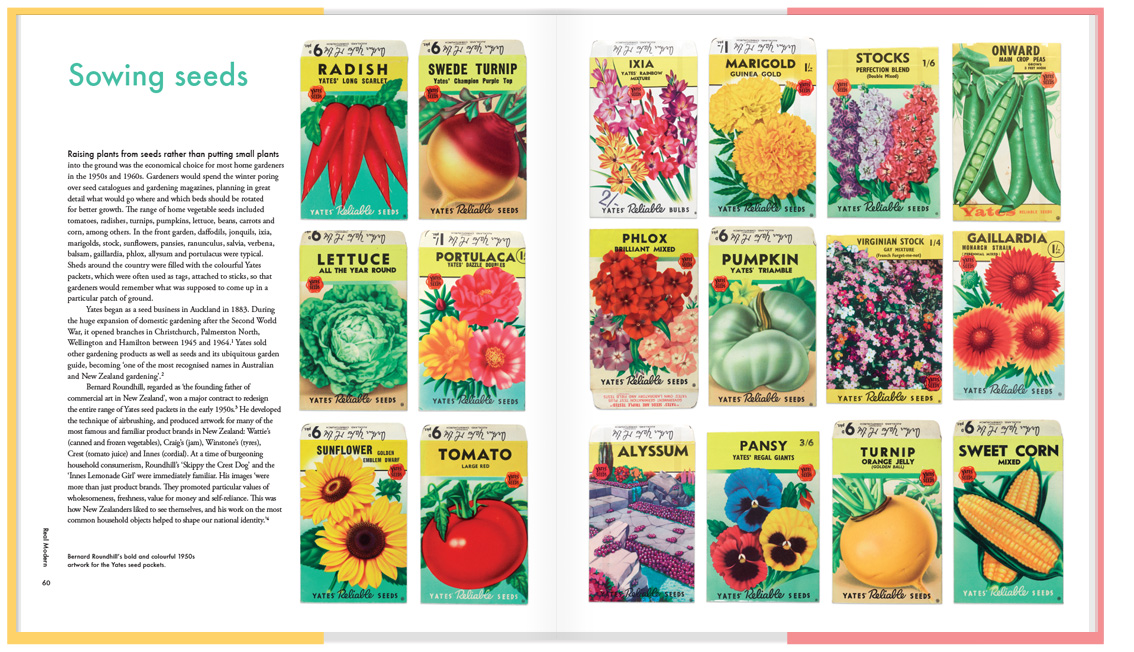 Sowing seeds
Raising plants from seeds rather than putting small plants
into the ground was the economical choice for most home gardeners
in the 1950s and 1960s. Gardeners would spend the winter poring
over seed catalogues and gardening magazines, planning in great
detail what would go where and which beds should be rotated
for better growth. The range of home vegetable seeds included
tomatoes, radishes, turnips, pumpkins, lettuce, beans, carrots and
corn, among others. In the front garden, daffodils, jonquils, ixia,
marigolds, stock, sunflowers, pansies, ranunculus, salvia, verbena,
balsam, gaillardia, phlox, allysum and portulacus were typical.
Sheds around the country were filled with the colourful Yates
packets, which were often used as tags, attached to sticks, so that
gardeners would remember what was supposed to come up in a
particular patch of ground.
Yates began as a seed business in Auckland in 1883. During
the huge expansion of domestic gardening after the Second World
War, it opened branches in Christchurch, Palmerston North,
Wellington and Hamilton between 1945 and 1964.¹ Yates sold
other gardening products as well as seeds and its ubiquitous garden
guide, becoming ‘one of the most recognised names in Australian
and New Zealand gardening’.²
Bernard Roundhill, regarded as ‘the founding father of
commercial art in New Zealand’, won a major contract to redesign
the entire range of Yates seed packets in the early 1950s.³ He developed
the technique of airbrushing, and produced artwork for many of the
most famous and familiar product brands in New Zealand: Wattie’s
(canned and frozen vegetables), Craig’s (jam), Winstone’s (tyres),
Crest (tomato juice) and Innes (cordial). At a time of burgeoning
household consumerism, Roundhill’s ‘Skippy the Crest Dog’ and the
‘Innes Lemonade Girl’ were immediately familiar. His images ‘were
more than just product brands. They promoted particular values of
wholesomeness, freshness, value for money and self-reliance. This was
how New Zealanders liked to see themselves, and his work on the most
common household objects helped to shape our national identity.’⁴
Bernard Roundhill’s bold and colourful 1950s
artwork for the Yates seed packets.
Real Modern
60
RADISH
YATES' LONG SCARLET
YATES' Reliable SEEDS
SWEDE TURNIP
Yates' Champion Purple Top
YATES' Reliable SEEDS
LETTUCE
ALL THE YEAR ROUND
YATES' Reliable SEEDS
PORTULACA
YATES' DAZZLE DOUBLES
YATES' Reliable SEEDS
SUNFLOWER GOLDEN
EMBLEM DWARF
YATES' Reliable SEEDS
TOMATO
LARGE RED
YATES' Reliable SEEDS
IXIA
YATES' RAINBOW
MIXTURE
2/-
YATES' Reliable BULBS
MARIGOLD
GUINEA GOLD
1/-
YATES' Reliable SEEDS
STOCKS 1/6
PERFECTION BLEND
(Double Mixed)
YATES' Reliable SEEDS
ONWARD
MAIN CROP PEAS
Yates RELIABLE SEEDS
PHLOX
BRILLIANT MIXED
YATES' Reliable SEEDS
PUMPKIN
YATES' TRIAMBLE
YATES' Reliable SEEDS
VIRGINIAN STOCK 1/4
GAY MIXTURE
(French Forget-me-not)
YATES' Reliable SEEDS
GAILLARDIA
MONARCH STRAIN
1/-
YATES' Reliable SEEDS
ALYSSUM
YATES' Reliable SEEDS
PANSY 3/6
YATES' REGAL GIANTS
YATES' Reliable SEEDS
TURNIP
ORANGE JELLY
(GOLDEN BALL)
YATES' Reliable SEEDS
SWEET CORN
MIXED
YATES' Reliable SEEDS